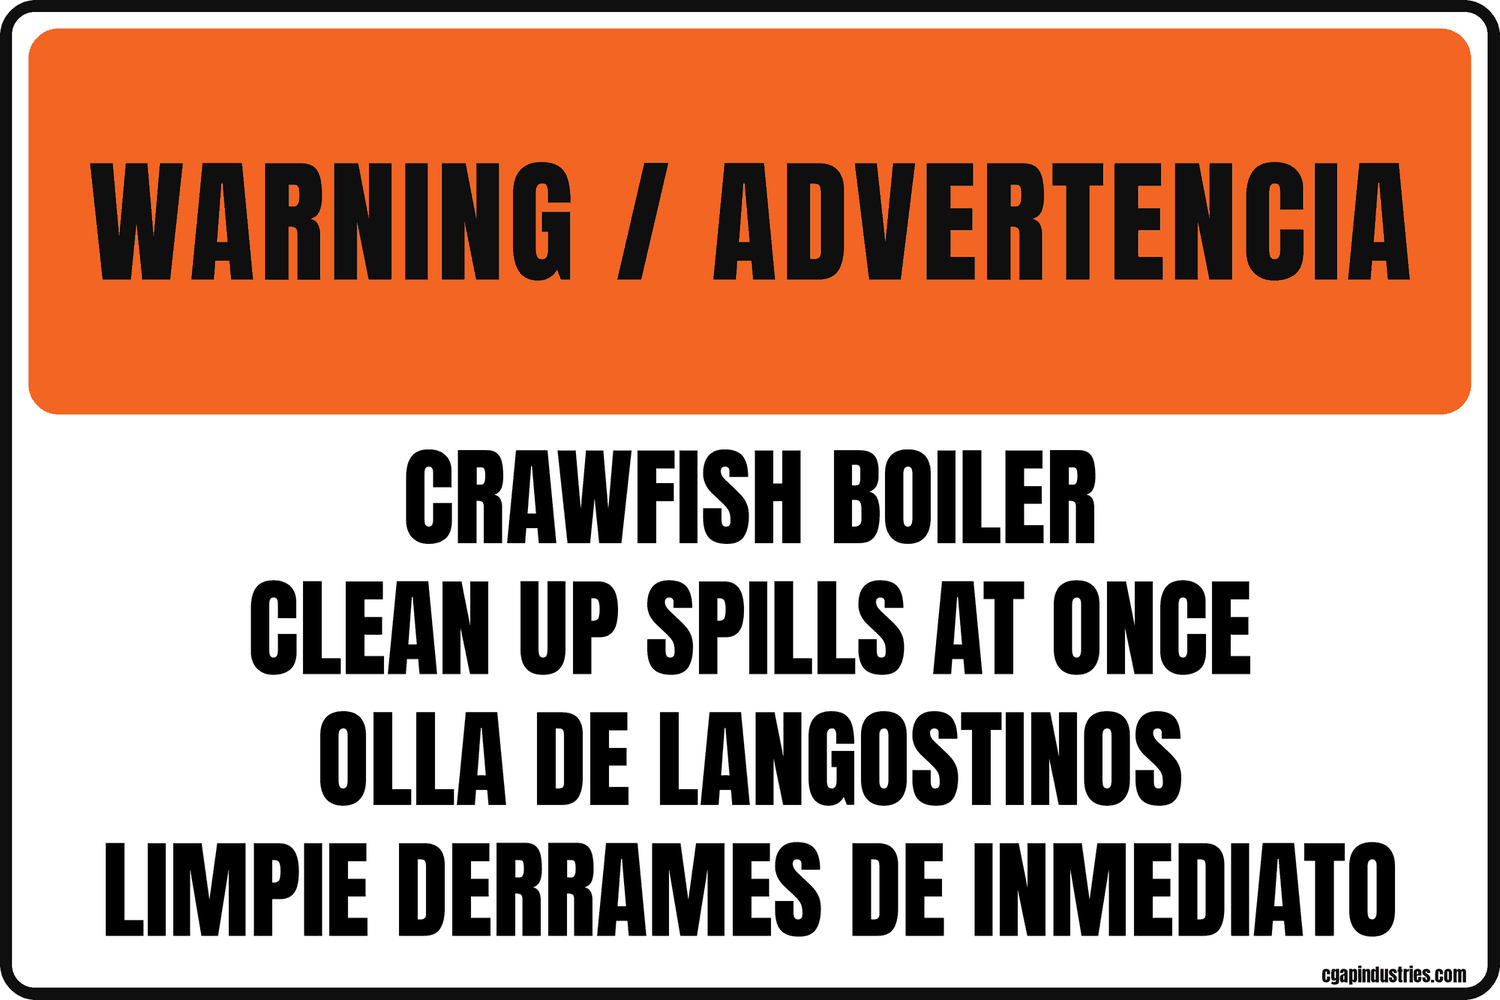 WARNING / ADVERTENCIA
CRAWFISH BOILER
CLEAN UP SPILLS AT ONCE
OLLA DE LANGOSTINOS
LIMPIE DERRAMES DE INMEDIATO
cgapindustries.com